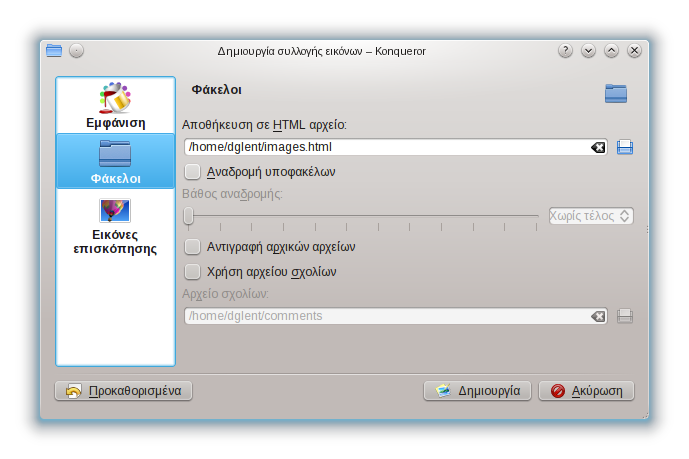 Δημιουργία συλλογής εικόνων – Konqueror
Εμφάνιση
Φάκελοι
Εικόνες
επισκόπησης
Φάκελοι
Αποθήκευση σε HTML αρχείο:
/home/dglent/images.html
Αναδρομή υποφακέλων
Βάθος αναδρομής:
Χωρίς τέλος
Αντιγραφή αρχικών αρχείων
Χρήση αρχείου σχολίων
Αρχείο σχολίων:
/home/dglent/comments
Προκαθορισμένα
Δημιουργία
Ακύρωση